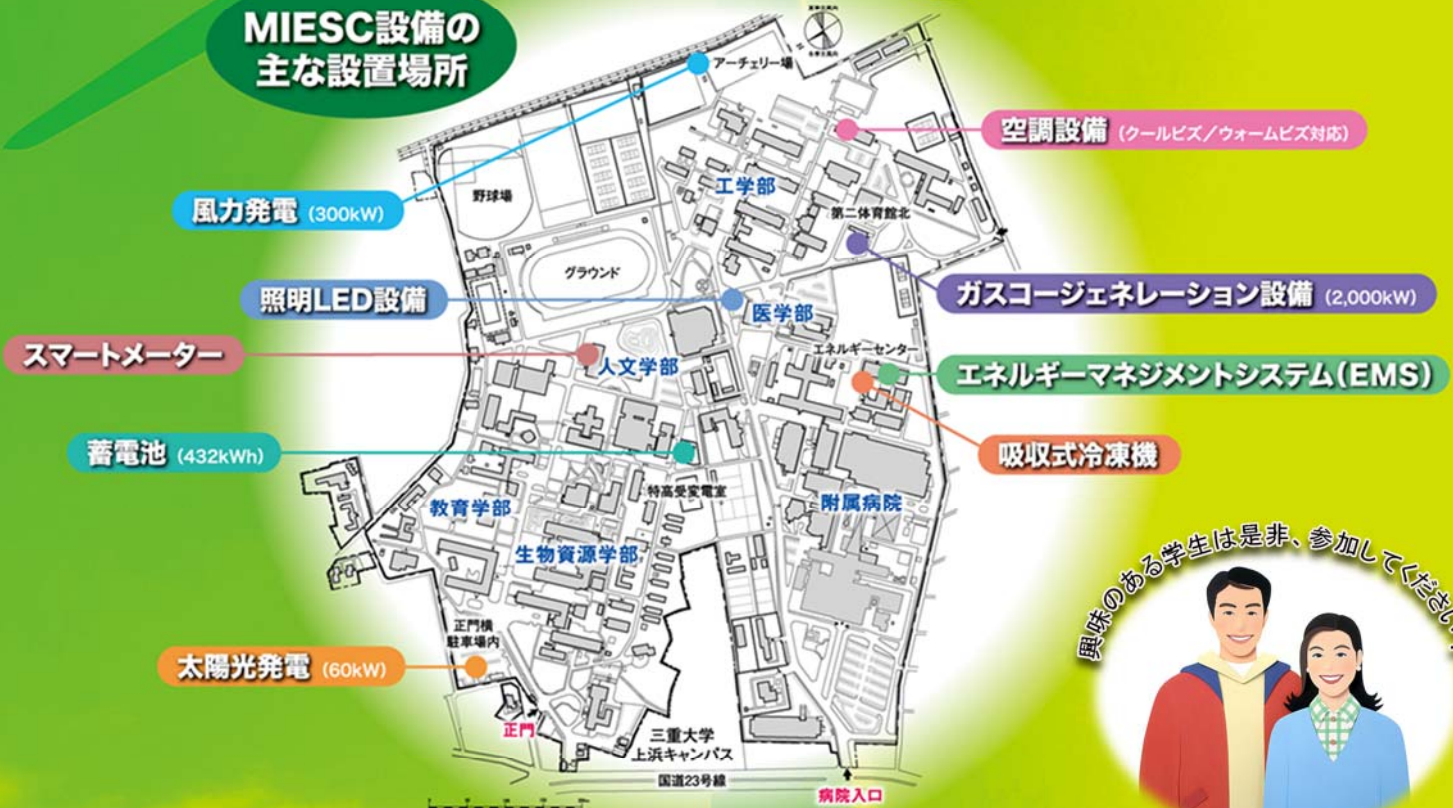 MIESC設備の
主な設置場所
アーチェリー場
空調設備 (クールビズ/ウォームビズ対応)
野球場
工学部
風力発電 (300kW)
第二体育館北
グラウンド
照明LED設備
ガスコージェネレーション設備 (2,000kW)
医学部
スマートメーター
エネルギーセンター
人文学部
エネルギーマネジメントシステム(EMS)
蓄電池 (432kWh)
吸収式冷凍機
特高受変電室
教育学部
附属病院
生物資源学部
興味のある学生は是非、参加してください
正門横
駐車場内
太陽光発電 (60kW)
正門
三重大学
上浜キャンパス
国道23号線
病院入口